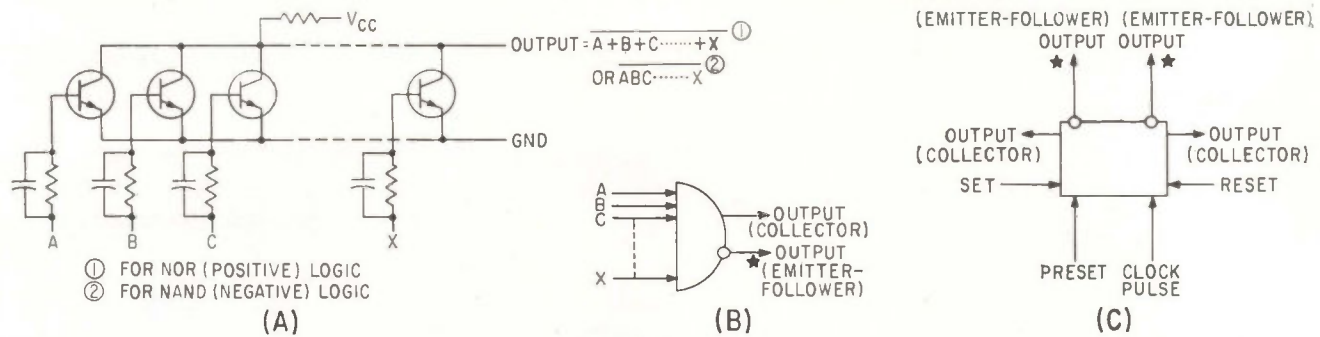 V_CC
OUTPUT = A+B+C ........ +X ①
OR ABC ........ X ②
GND
A
B
C
X
① FOR NOR (POSITIVE) LOGIC
② FOR NAND (NEGATIVE) LOGIC
(A)
A
B
C
X
OUTPUT
(COLLECTOR)
OUTPUT
(EMITTER-
FOLLOWER)
(B)
(EMITTER-FOLLOWER) (EMITTER-FOLLOWER)
OUTPUT OUTPUT
OUTPUT
(COLLECTOR)
OUTPUT
(COLLECTOR)
SET
RESET
PRESET
CLOCK
PULSE
(C)